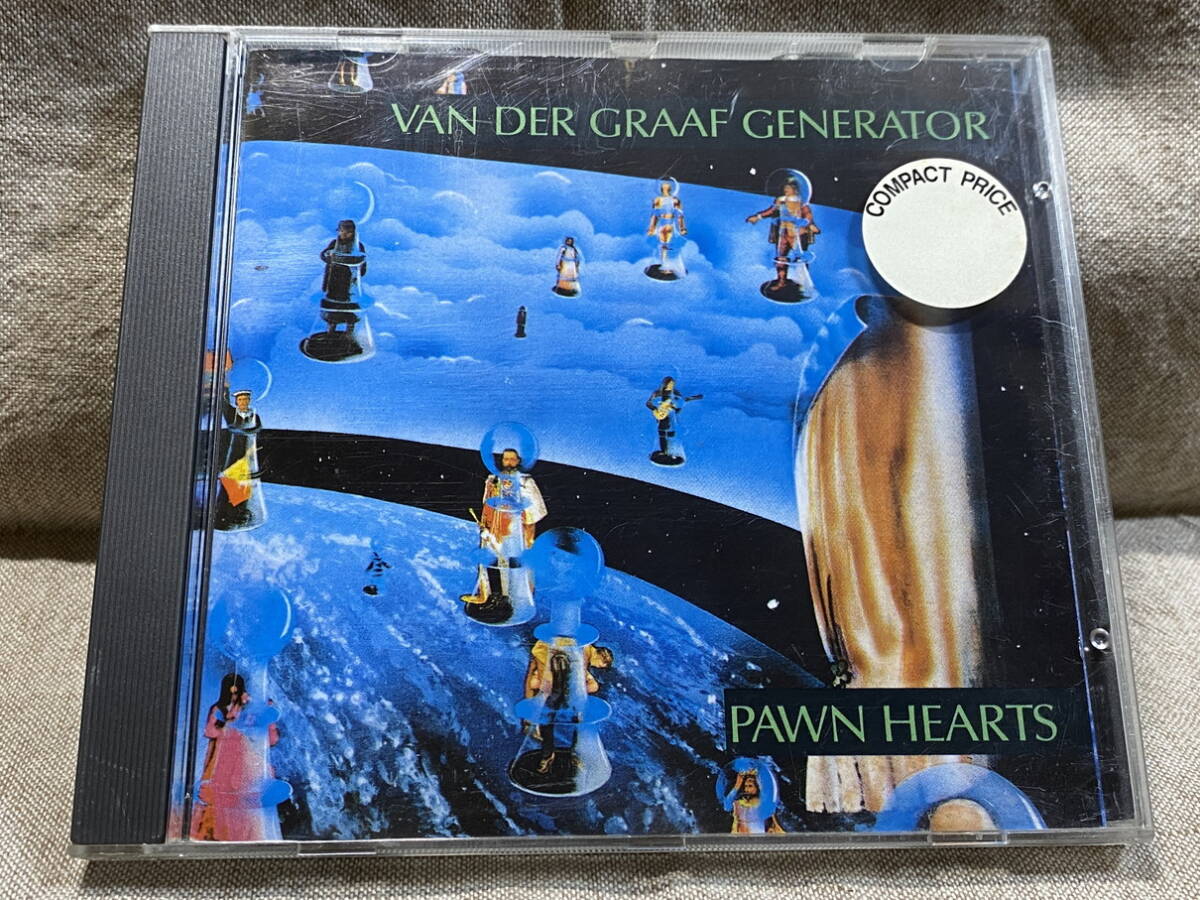 VAN DER GRAAF GENERATOR
COMPACT PRICE
PAWN HEARTS